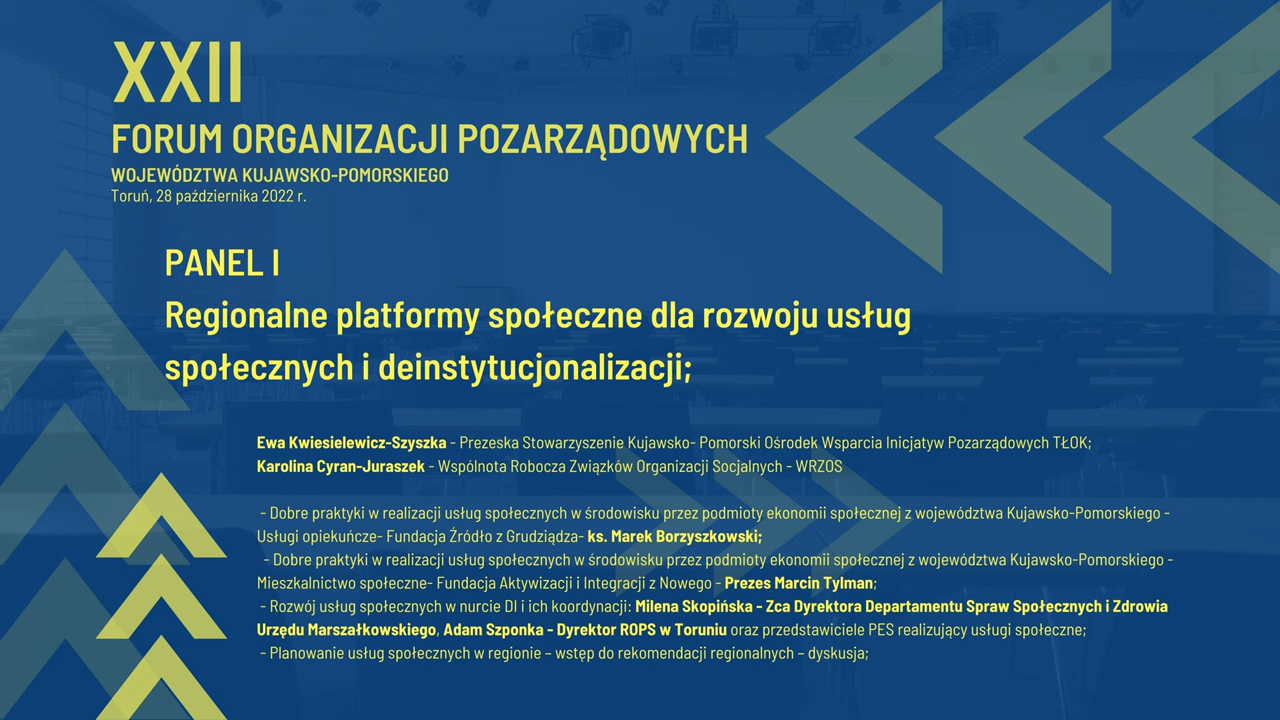 XXII
FORUM ORGANIZACJI POZARZĄDOWYCH
WOJEWÓDZTWA KUJAWSKO-POMORSKIEGO
Toruń, 28 października 2022 r.
PANEL I
Regionalne platformy społeczne dla rozwoju usług
społecznych i deinstytucjonalizacji;
Ewa Kwiesielewicz-Szyszka - Prezeska Stowarzyszenie Kujawsko- Pomorski Ośrodek Wsparcia Inicjatyw Pozarządowych TŁOK;
Karolina Cyran-Juraszek - Wspólnota Robocza Związków Organizacji Socjalnych - WRZOS
- Dobre praktyki w realizacji usług społecznych w środowisku przez podmioty ekonomii społecznej z województwa Kujawsko-Pomorskiego -
Usługi opiekuńcze- Fundacja Źródło z Grudziądza- ks. Marek Borzyszkowski;
- Dobre praktyki w realizacji usług społecznych w środowisku przez podmioty ekonomii społecznej z województwa Kujawsko-Pomorskiego -
Mieszkalnictwo społeczne- Fundacja Aktywizacji i Integracji z Nowego - Prezes Marcin Tylman;
- Rozwój usług społecznych w nurcie DI i ich koordynacji: Milena Skopińska - Zca Dyrektora Departamentu Spraw Społecznych i Zdrowia
Urzędu Marszałkowskiego, Adam Szponka - Dyrektor ROPS w Toruniu oraz przedstawiciele PES realizujący usługi społeczne;
- Planowanie usług społecznych w regionie – wstęp do rekomendacji regionalnych – dyskusja;